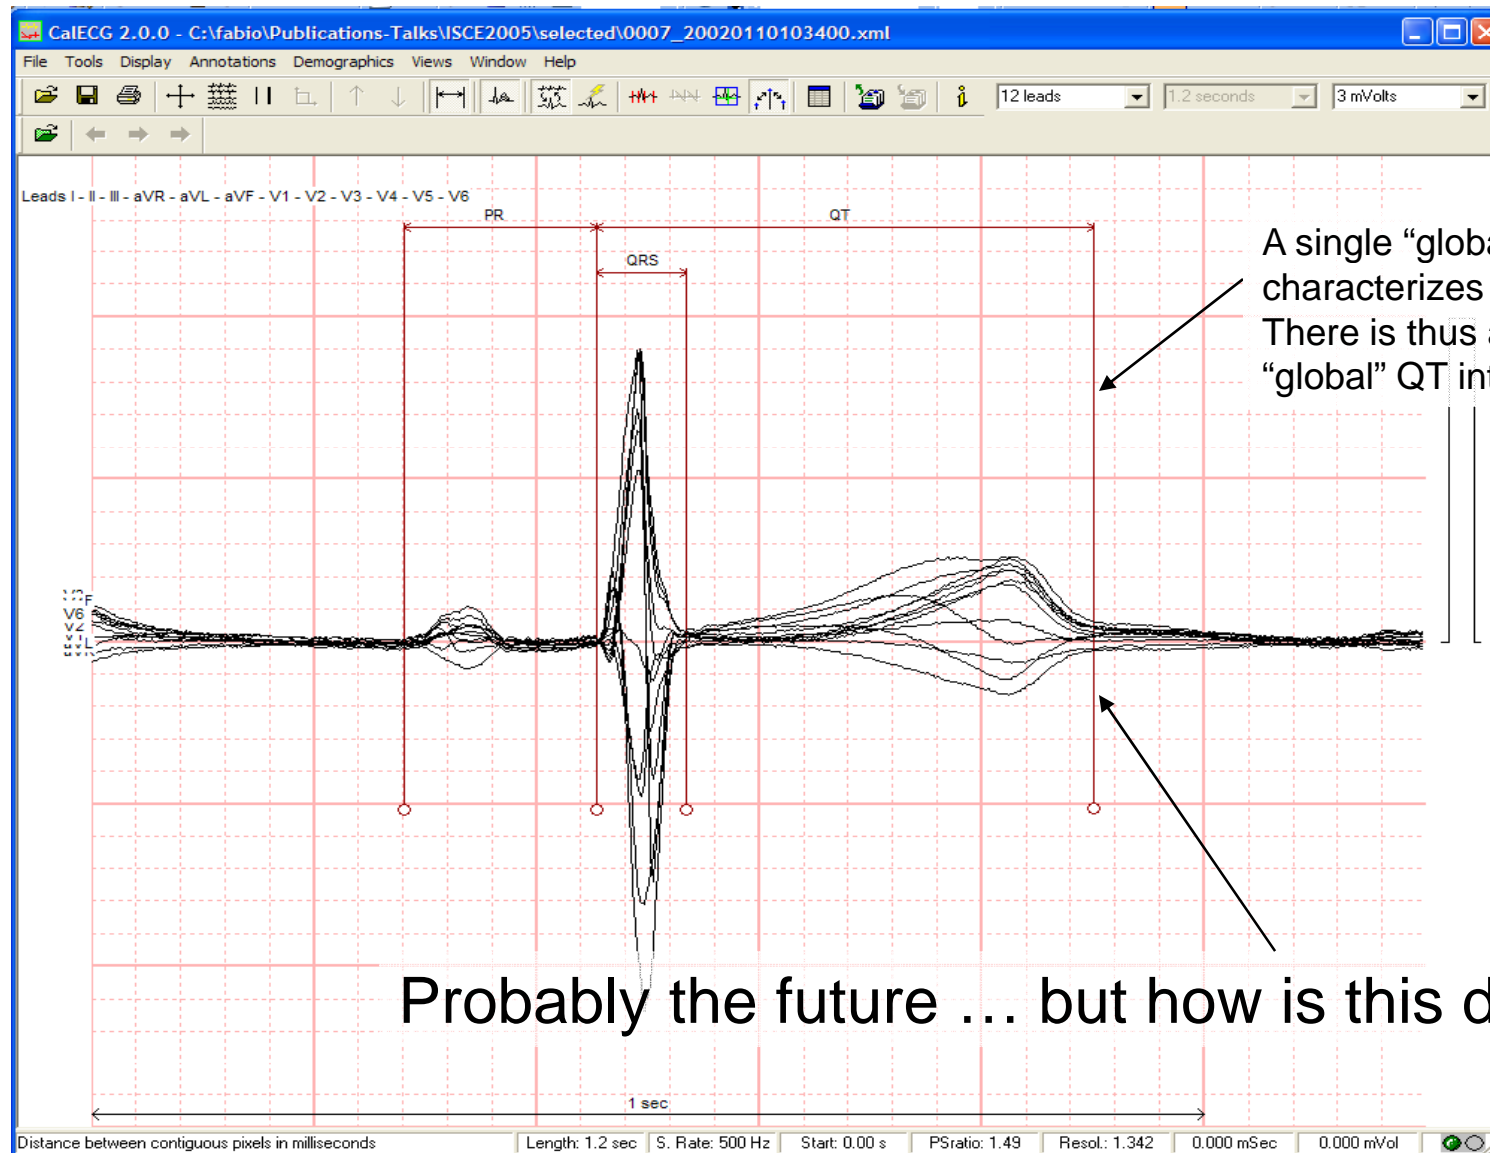 CalECG 2.0.0 - C:\fabio\Publications-Talks\ISCE2005\selected\0007_20020110103400.xml
File Tools Display Annotations Demographics Views Window Help
12 leads 1.2 seconds 3 mVolts
Leads I - II - III - aVR - aVL - aVF - V1 - V2 - V3 - V4 - V5 - V6
PR QT
QRS
A single “globa
characterizes
There is thus a
“global” QT int
V6
V2
Probably the future … but how is this d
1 sec
Distance between contiguous pixels in milliseconds Length: 1.2 sec S. Rate: 500 Hz Start: 0.00 s PSratio: 1.49 Resol.: 1.342 0.000 mSec 0.000 mVol